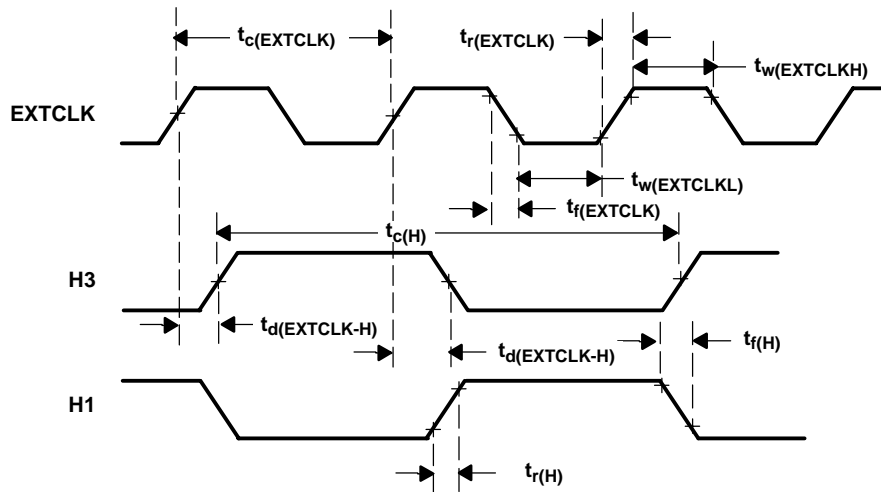 tc(EXTCLK)
tr(EXTCLK)
tw(EXTCLKH)
EXTCLK
tw(EXTCLKL)
tf(EXTCLK)
tc(H)
H3
td(EXTCLK-H)
td(EXTCLK-H)
tf(H)
H1
tr(H)